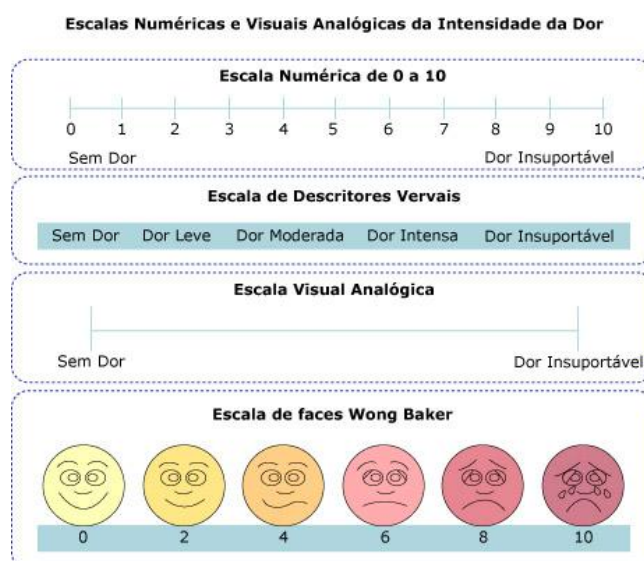 Escalas Numéricas e Visuais Analógicas da Intensidade da Dor
Escala Numérica de 0 a 10
0 1 2 3 4 5 6 7 8 9 10
Sem Dor Dor Insuportável
Escala de Descritores Vervais
Sem Dor Dor Leve Dor Moderada Dor Intensa Dor Insuportável
Escala Visual Analógica
Sem Dor Dor Insuportável
Escala de faces Wong Baker
0 2 4 6 8 10